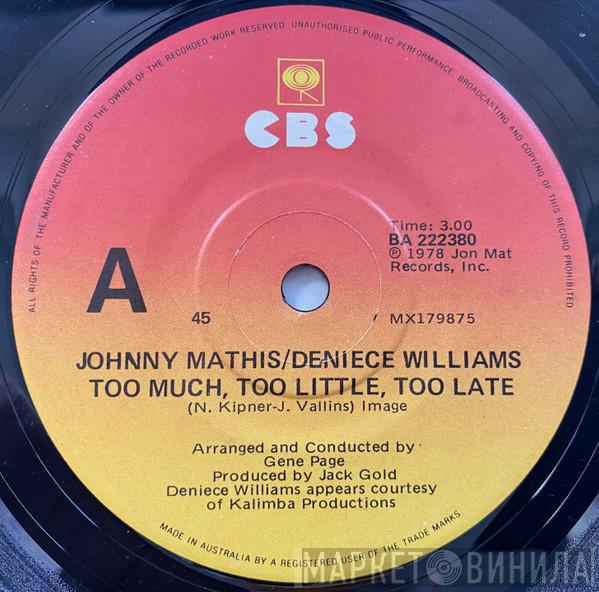 ALL RIGHTS OF THE MANUFACTURER AND OF THE OWNER OF THE RECORDED WORK RESERVED. UNAUTHORISED PUBLIC PERFORMANCE, BROADCASTING AND COPYING OF THIS RECORD PROHIBITED
CBS
Time: 3.00
BA 222380
℗ 1978 Jon Mat
Records, Inc.
A
45
MX179875
JOHNNY MATHIS/DENIECE WILLIAMS
TOO MUCH, TOO LITTLE, TOO LATE
(N. Kipner-J. Vallins) Image
Arranged and Conducted by
Gene Page
Produced by Jack Gold
Deniece Williams appears courtesy
of Kalimba Productions
MADE IN AUSTRALIA BY A REGISTERED USER OF THE TRADE MARKS
МАРКЕТ ВИНИЛА